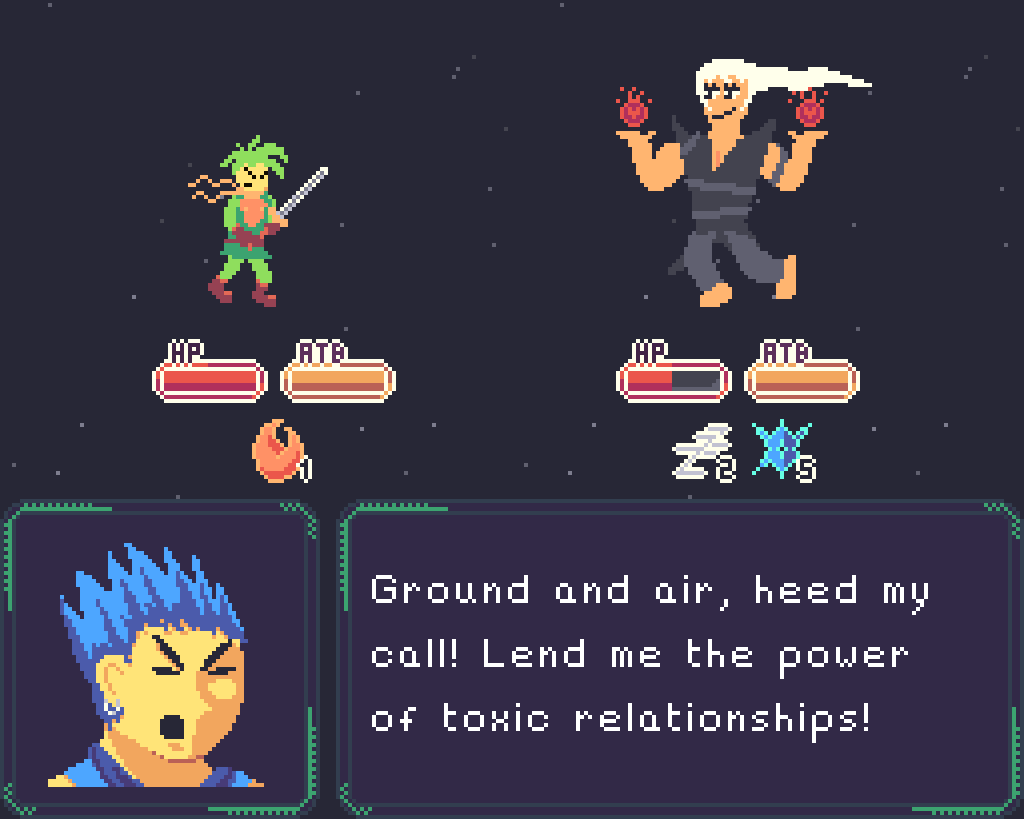 HP ATB HP ATB
1 2 5
Ground and air, heed my
call! Lend me the power
of toxic relationships!